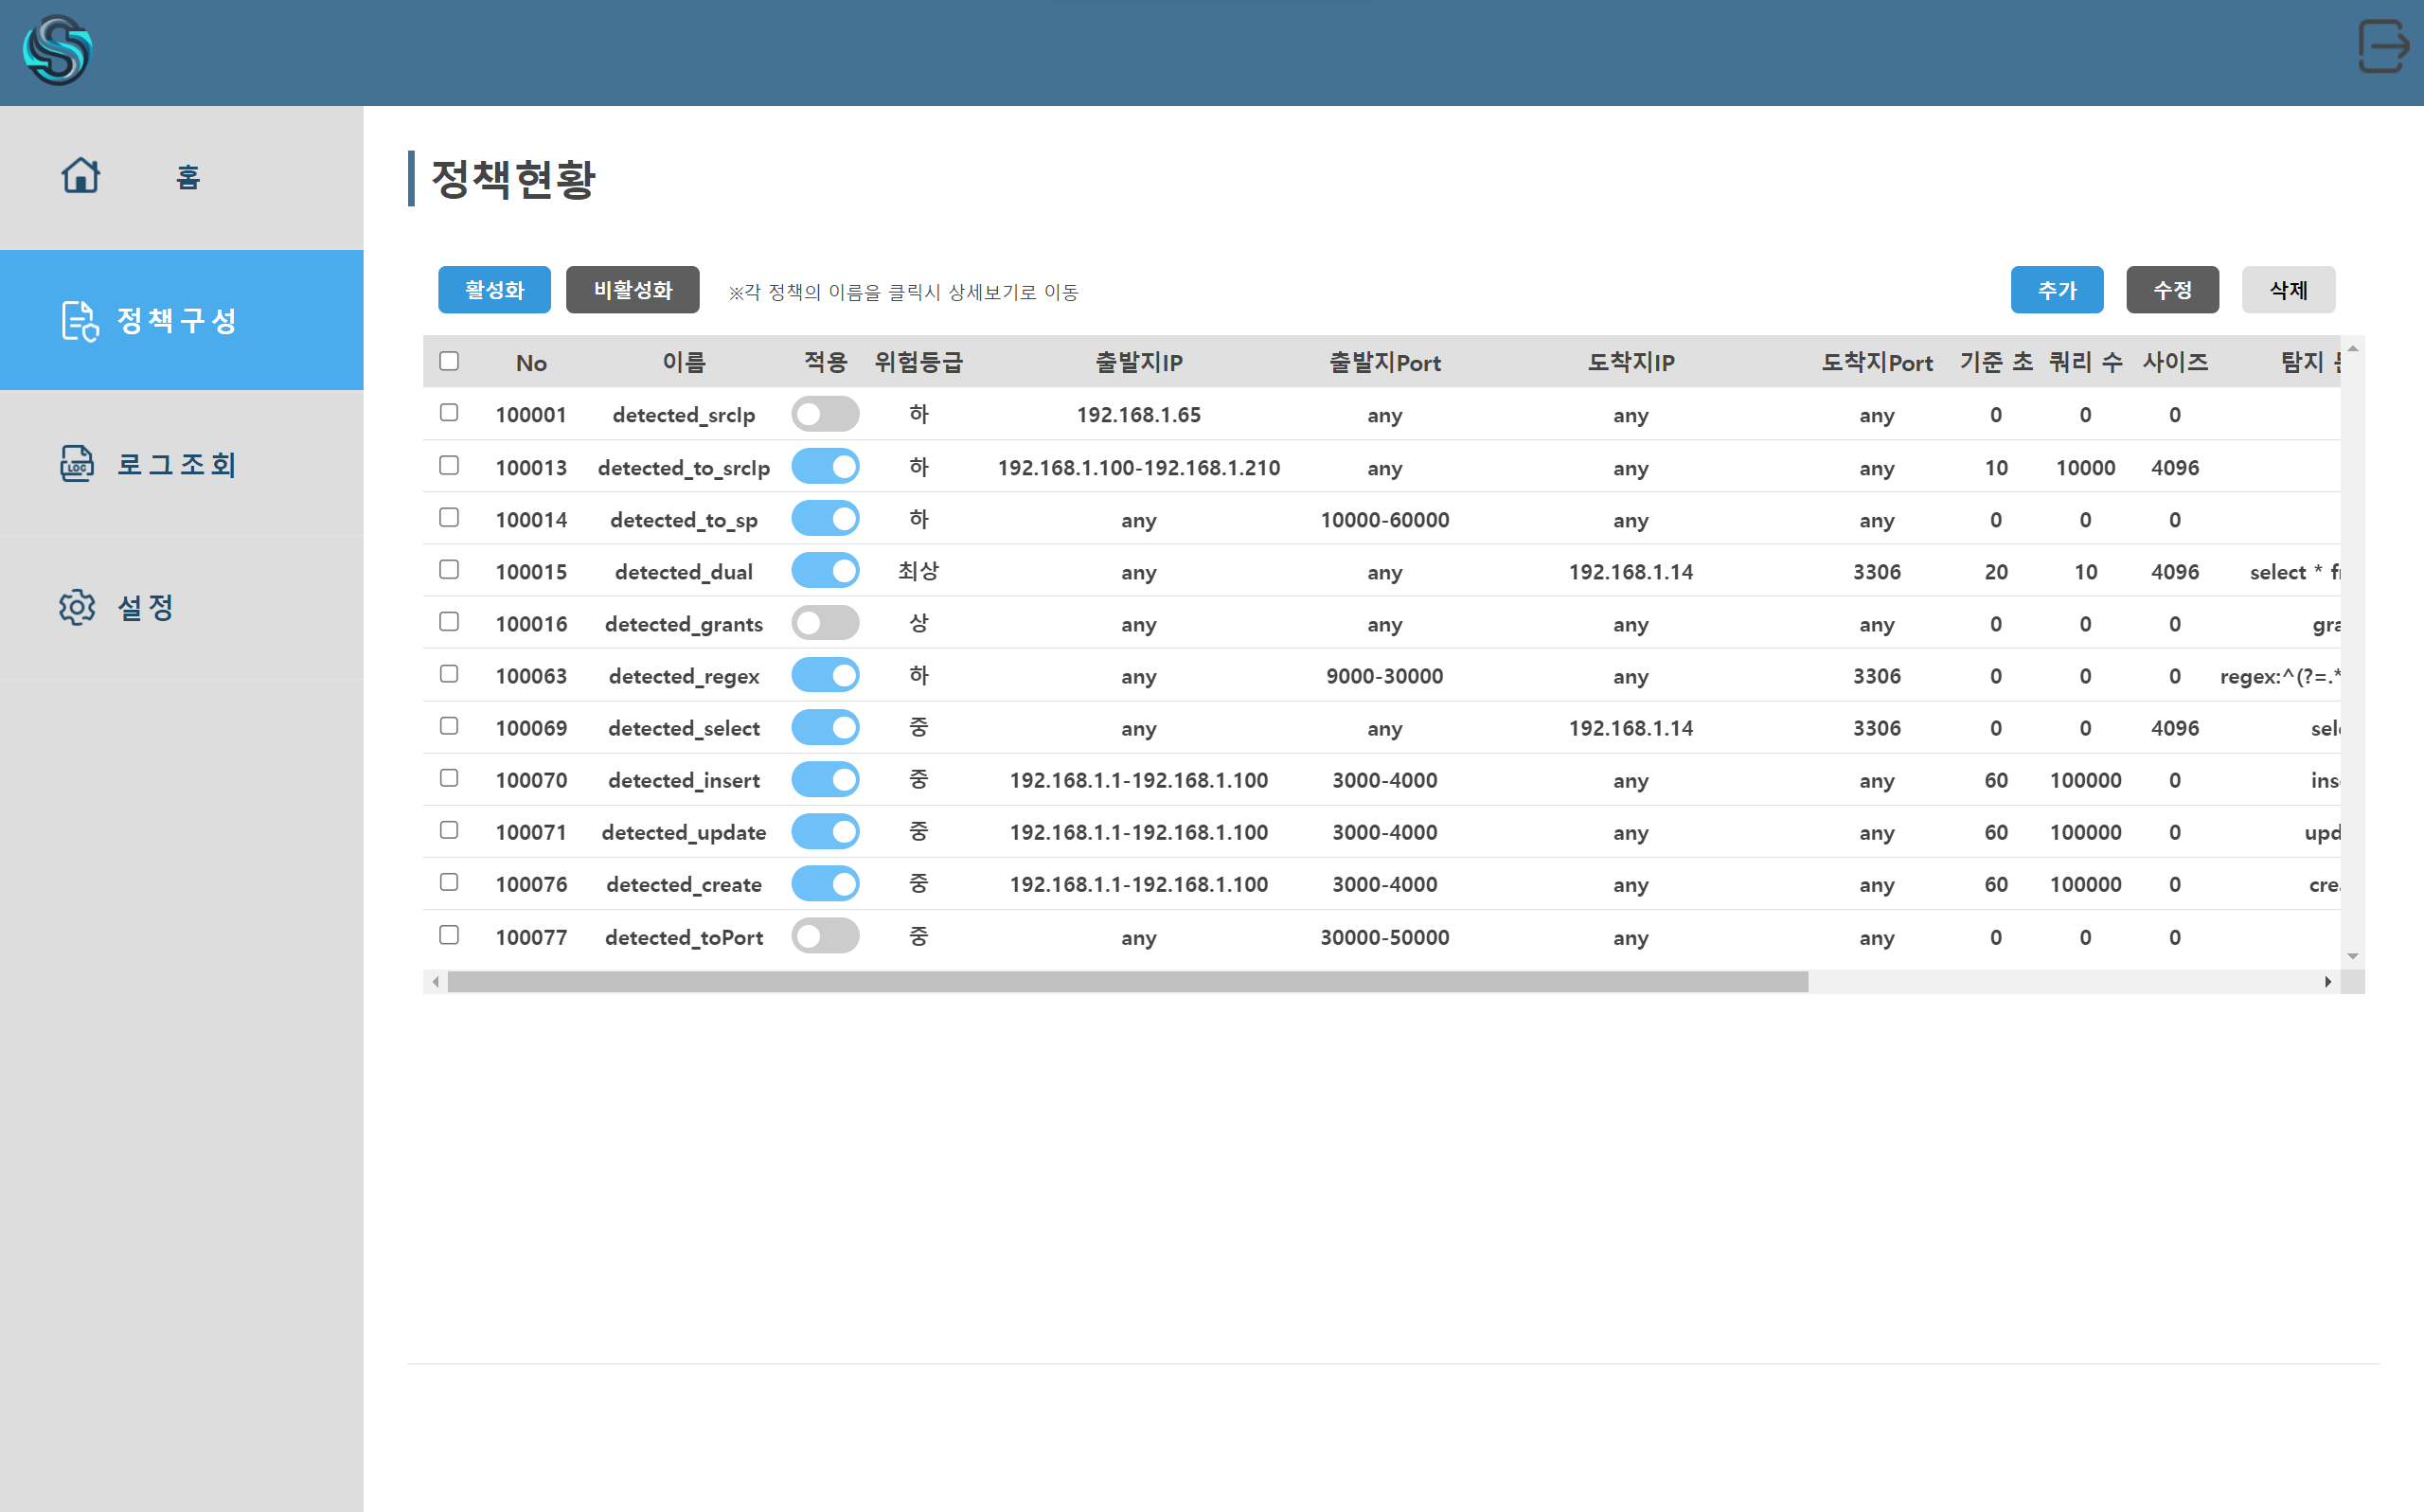 홈
정책구성
로그조회
설정
정책현황
활성화 비활성화 ※각 정책의 이름을 클릭시 상세보기로 이동 추가 수정 삭제
No 이름 적용 위험등급 출발지IP 출발지Port 도착지IP 도착지Port 기준 초 쿼리 수 사이즈 탐지
100001 detected_srcIp 하 192.168.1.65 any any any 0 0 0
100013 detected_to_srcIp 하 192.168.1.100-192.168.1.210 any any any 10 10000 4096
100014 detected_to_sp 하 any 10000-60000 any any 0 0 0
100015 detected_dual 최상 any any 192.168.1.14 3306 20 10 4096 select * fr
100016 detected_grants 상 any any any any 0 0 0 gra
100063 detected_regex 하 any 9000-30000 any 3306 0 0 0 regex:^(?=.*
100069 detected_select 중 any any 192.168.1.14 3306 0 0 4096 sele
100070 detected_insert 중 192.168.1.1-192.168.1.100 3000-4000 any any 60 100000 0 ins
100071 detected_update 중 192.168.1.1-192.168.1.100 3000-4000 any any 60 100000 0 upd
100076 detected_create 중 192.168.1.1-192.168.1.100 3000-4000 any any 60 100000 0 crea
100077 detected_toPort 중 any 30000-50000 any any 0 0 0